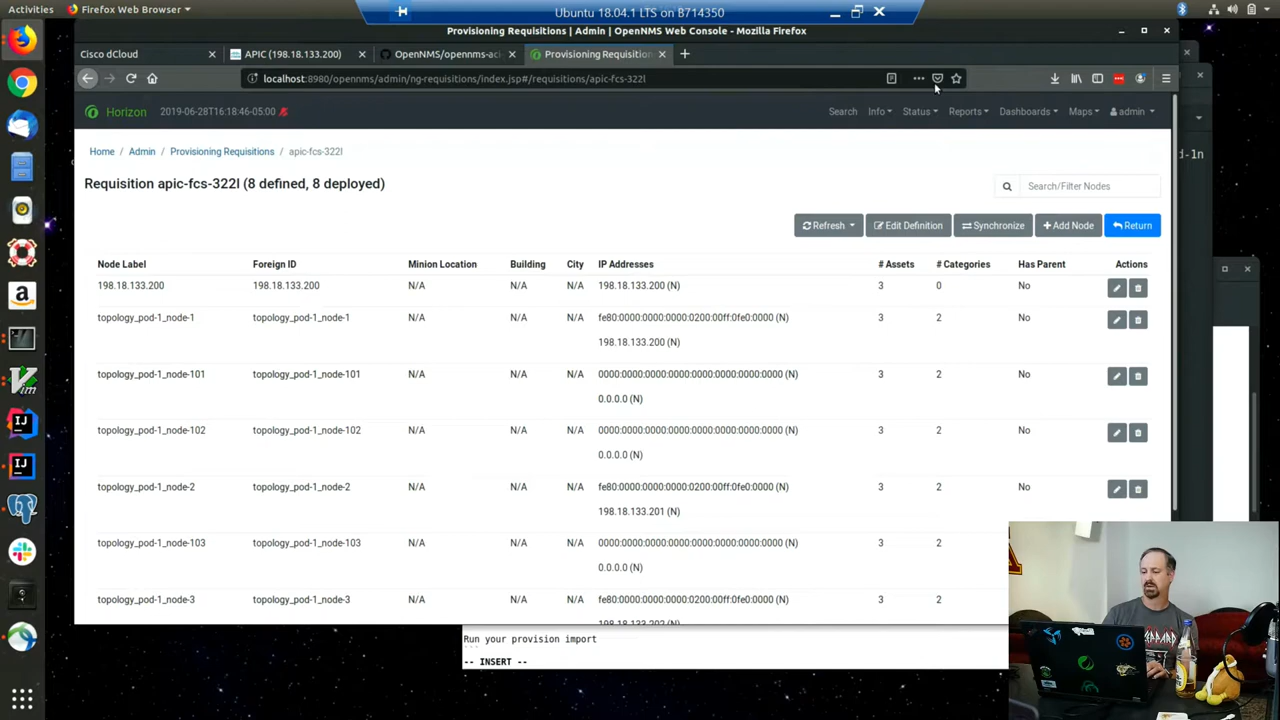 Activities Firefox Web Browser
Ubuntu 18.04.1 LTS on B714350
Provisioning Requisitions | Admin | OpenNMS Web Console - Mozilla Firefox
Cisco dCloud
APIC (198.18.133.200)
OpenNMS/opennms-aci
Provisioning Requisition
localhost:8980/opennms/admin/ng-requisitions/index.jsp#/requisitions/apic-fcs-322l
Horizon 2019-06-28T16:18:46-05:00 Search Info Status Reports Dashboards Maps admin
d-1n
Home / Admin / Provisioning Requisitions / apic-fcs-322l
Requisition apic-fcs-322l (8 defined, 8 deployed)
Search/Filter Nodes
Refresh Edit Definition Synchronize Add Node Return
Node Label Foreign ID Minion Location Building City IP Addresses # Assets # Categories Has Parent Actions
198.18.133.200 198.18.133.200 N/A N/A N/A 198.18.133.200 (N) 3 0 No
topology_pod-1_node-1 topology_pod-1_node-1 N/A N/A N/A fe80:0000:0000:0000:0200:00ff:0fe0:0000 (N) 3 2 No
198.18.133.200 (N)
topology_pod-1_node-101 topology_pod-1_node-101 N/A N/A N/A 0000:0000:0000:0000:0000:0000:0000:0000 (N) 3 2 No
0.0.0.0 (N)
topology_pod-1_node-102 topology_pod-1_node-102 N/A N/A N/A 0000:0000:0000:0000:0000:0000:0000:0000 (N) 3 2 No
0.0.0.0 (N)
topology_pod-1_node-2 topology_pod-1_node-2 N/A N/A N/A fe80:0000:0000:0000:0200:00ff:0fe0:0000 (N) 3 2 No
198.18.133.201 (N)
topology_pod-1_node-103 topology_pod-1_node-103 N/A N/A N/A 0000:0000:0000:0000:0000:0000:0000:0000 (N) 3 2
0.0.0.0 (N)
topology_pod-1_node-3 topology_pod-1_node-3 N/A N/A N/A fe80:0000:0000:0000:0200:00ff:0fe0:0000 (N) 3 2
198.18.133.202 (N)
Run your provision import
```
-- INSERT --